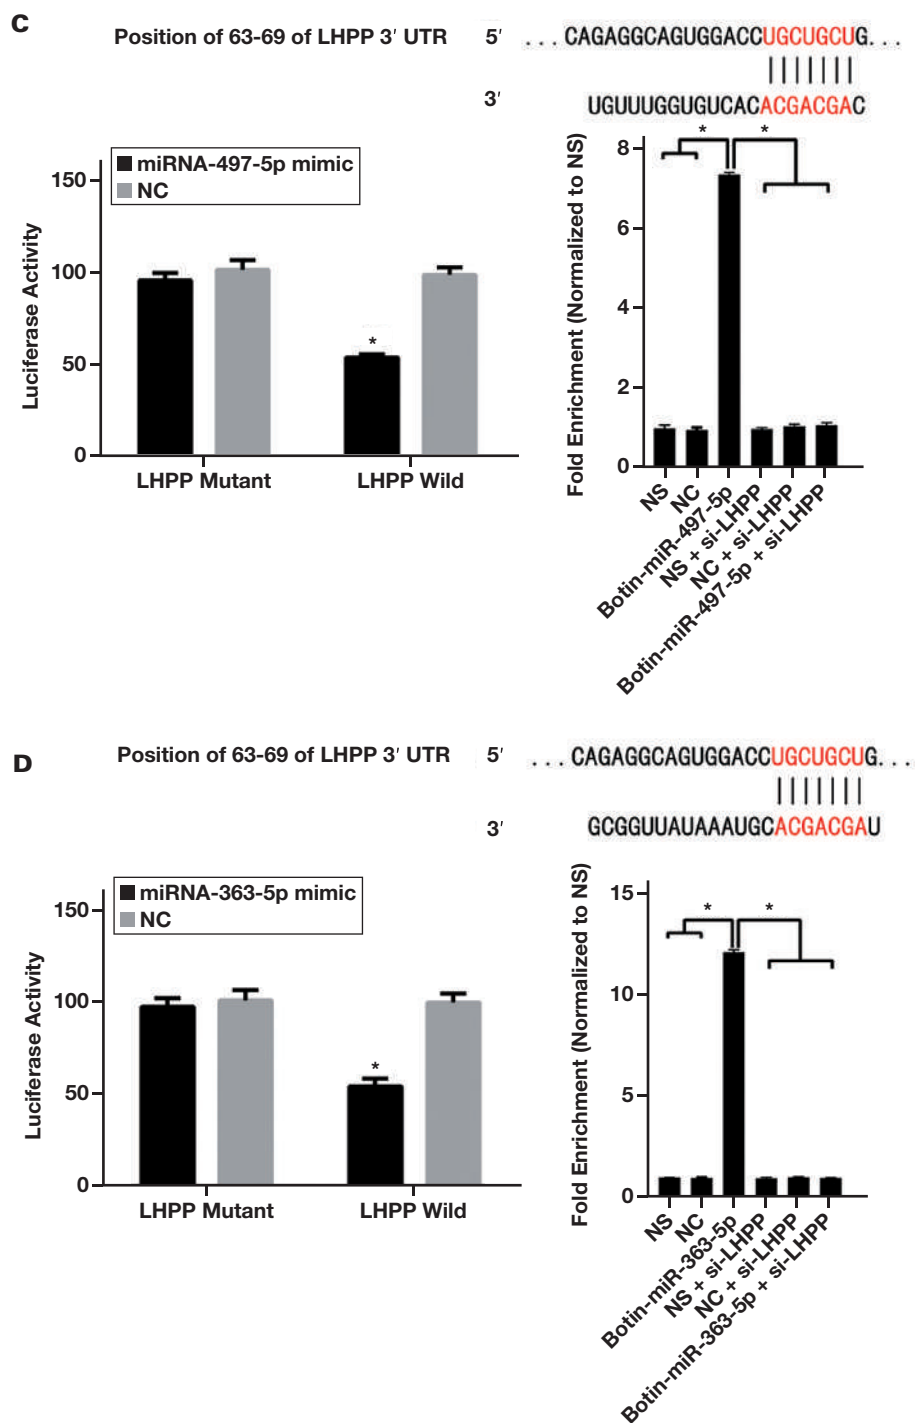 C
Position of 63-69 of LHPP 3′ UTR 5′ ... CAGAGGCAGUGGACCUGCUGCUG...
3′ UGUUUGGUGUCACACGACGAC
miRNA-497-5p mimic
NC
Luciferase Activity
150
100
50
0
*
LHPP Mutant
LHPP Wild
Fold Enrichment (Normalized to NS)
8
6
4
2
0
*
*
NS
NC
Botin-miR-497-5p
NS + si-LHPP
NC + si-LHPP
Botin-miR-497-5p + si-LHPP
D
Position of 63-69 of LHPP 3′ UTR 5′ ... CAGAGGCAGUGGACCUGCUGCUG...
3′ GCGGUUAUAAAUGCACGACGAU
miRNA-363-5p mimic
NC
Luciferase Activity
150
100
50
0
*
LHPP Mutant
LHPP Wild
Fold Enrichment (Normalized to NS)
15
10
5
0
*
*
NS
NC
Botin-miR-363-5p
NS + si-LHPP
NC + si-LHPP
Botin-miR-363-5p + si-LHPP